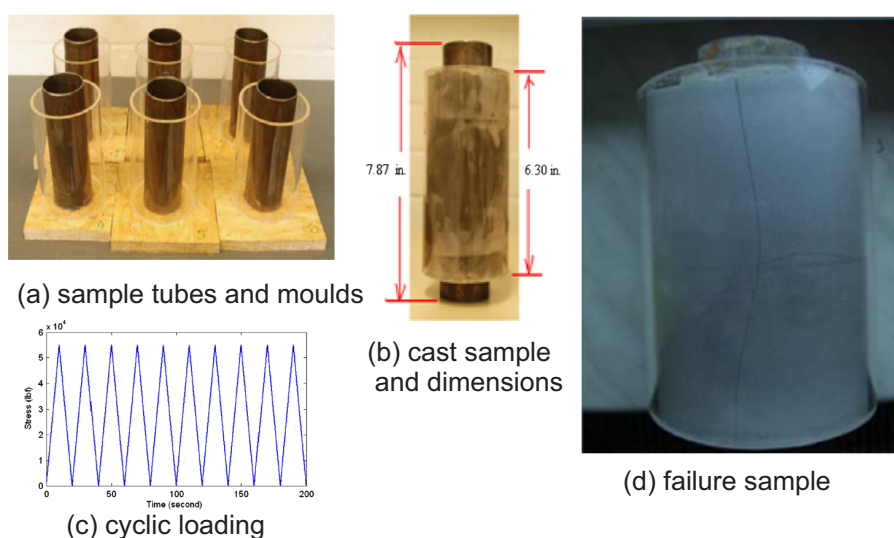 7.87 in.
6.30 in.
(a) sample tubes and moulds
(b) cast sample
and dimensions
x 10⁴
6
5
4
3
2
1
0
Stress (lbf)
0 50 100 150 200
Time (second)
(c) cyclic loading
(d) failure sample